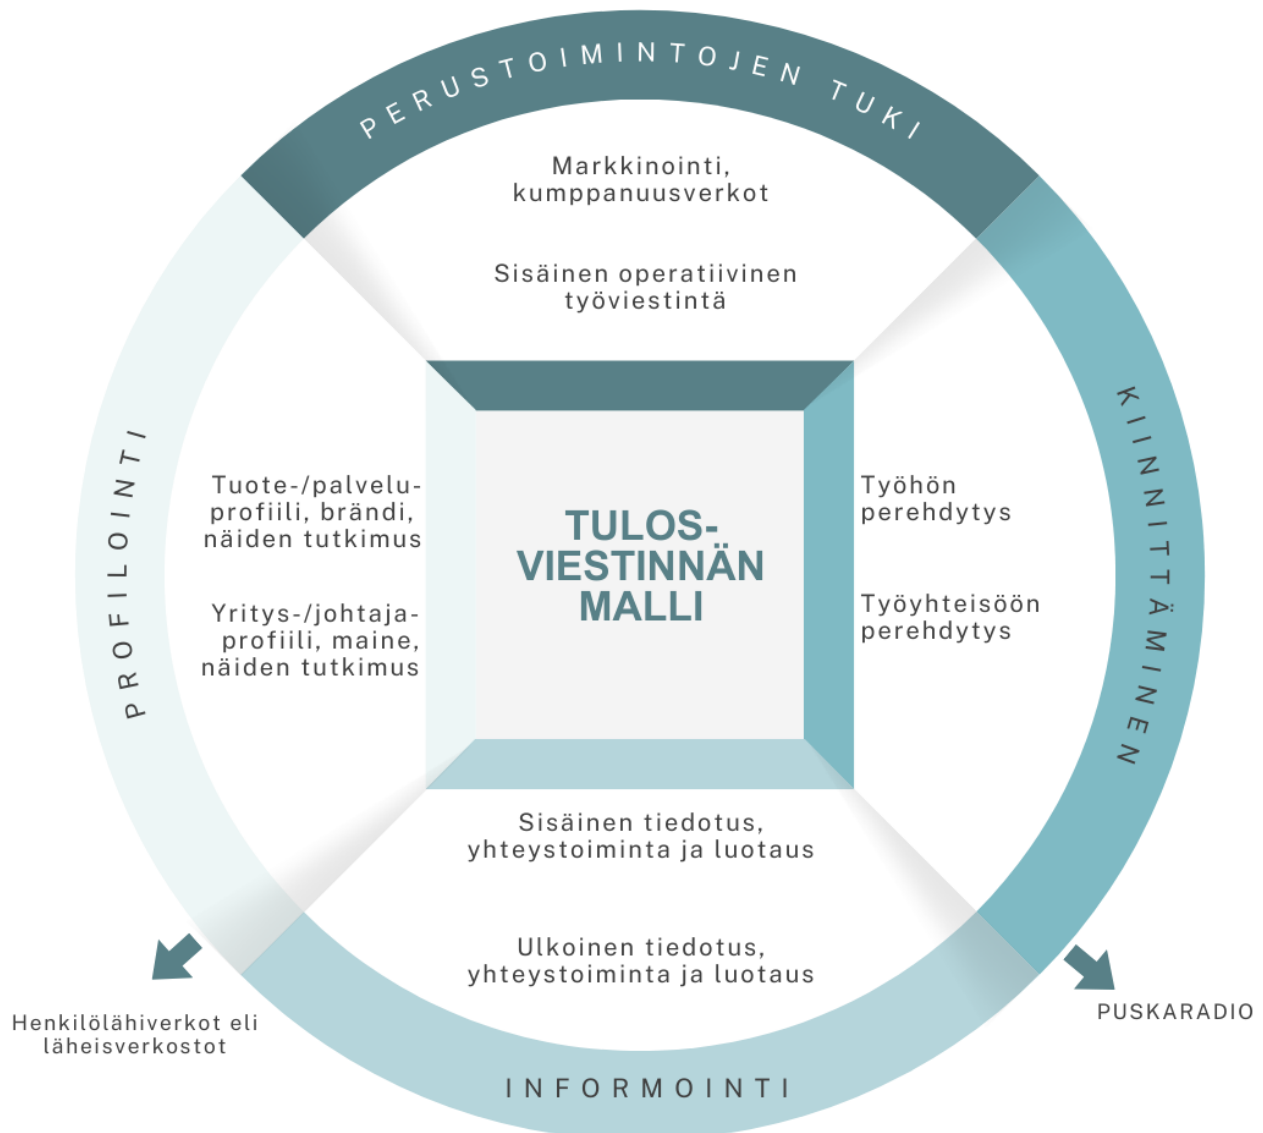 PERUSTOIMINTOJEN TUKI
Markkinointi,
kumppanuusverkot
Sisäinen operatiivinen
työviestintä
KIINNITTÄMINEN
PROFILOINTI
Tuote-/palvelu-
profiili, brändi,
näiden tutkimus
Yritys-/johtaja-
profiili, maine,
näiden tutkimus
TULOS-
VIESTINNÄN
MALLI
Työhön
perehdytys
Työyhteisöön
perehdytys
Sisäinen tiedotus,
yhteystoiminta ja luotaus
Ulkoinen tiedotus,
yhteystoiminta ja luotaus
Henkilölähiverkot eli
läheisverkostot
PUSKARADIO
INFORMOINTI